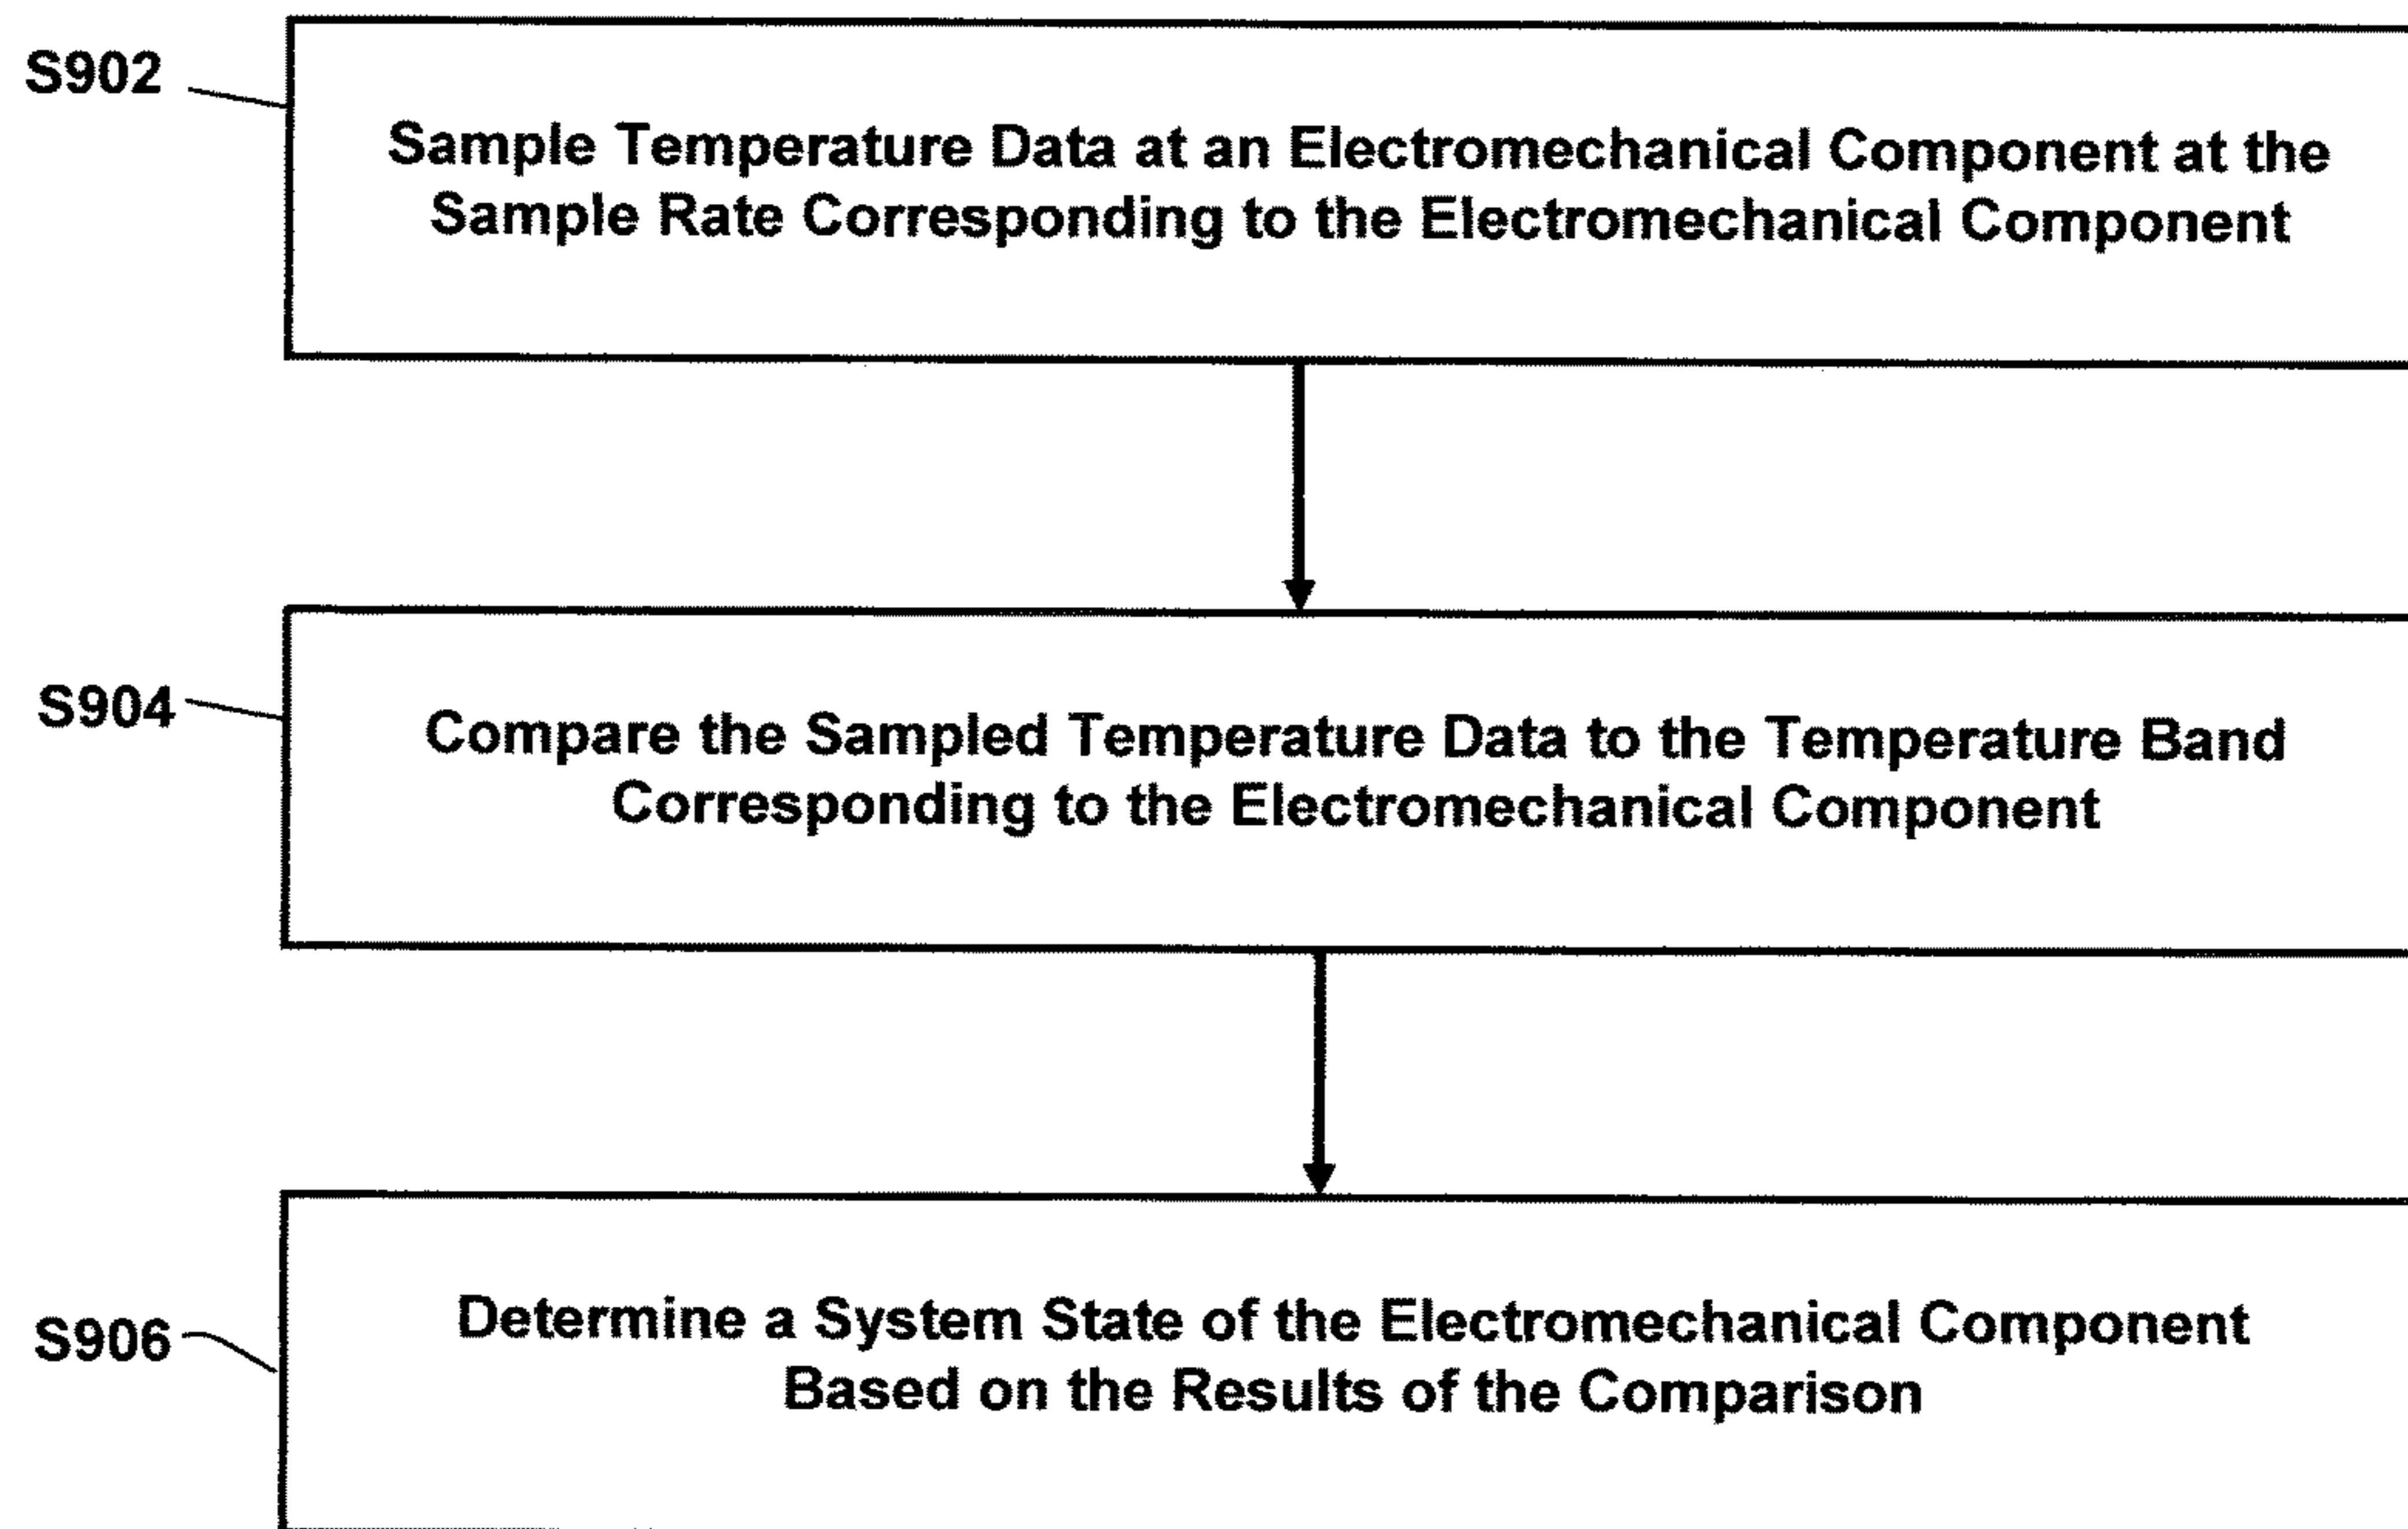 S902
Sample Temperature Data at an Electromechanical Component at the
Sample Rate Corresponding to the Electromechanical Component
S904
Compare the Sampled Temperature Data to the Temperature Band
Corresponding to the Electromechanical Component
S906
Determine a System State of the Electromechanical Component
Based on the Results of the Comparison